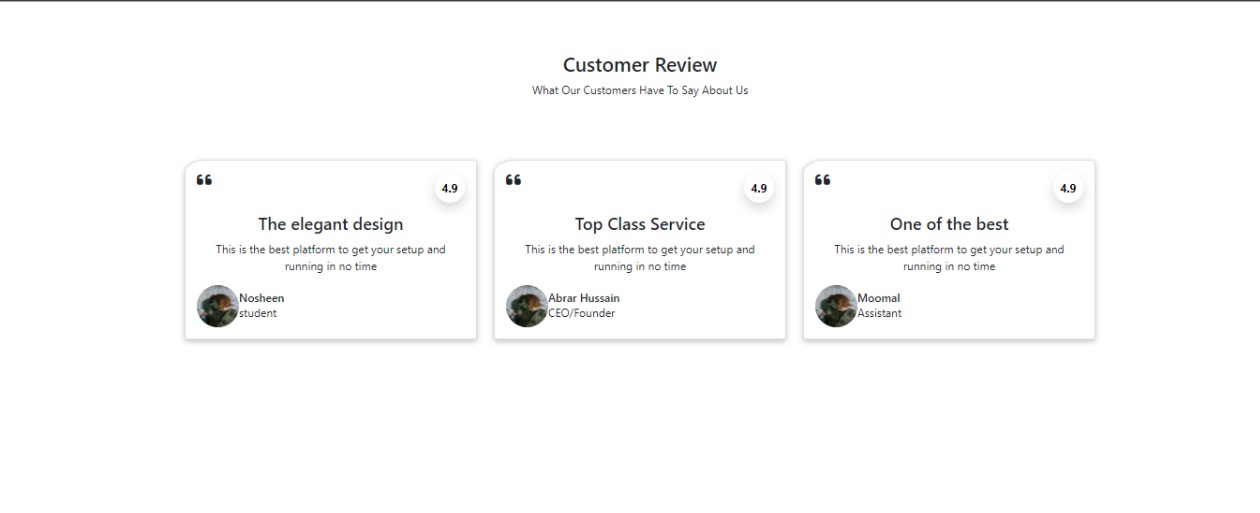 Customer Review
What Our Customers Have To Say About Us
“
4.9
The elegant design
This is the best platform to get your setup and
running in no time
Nosheen
student
“
4.9
Top Class Service
This is the best platform to get your setup and
running in no time
Abrar Hussain
CEO/Founder
“
4.9
One of the best
This is the best platform to get your setup and
running in no time
Moomal
Assistant